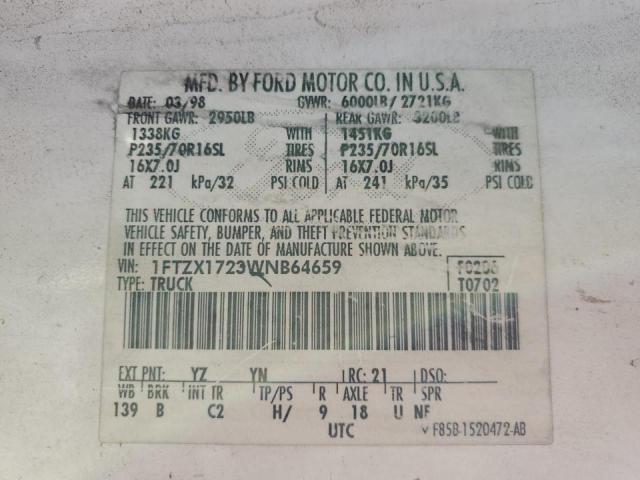 MFD. BY FORD MOTOR CO. IN U.S.A.
DATE: 03/98 GVWR: 6000LB/ 2721KG
FRONT GAWR: 2950LB REAR GAWR: 3200LB
1338KG WITH 1451KG WITH
P235/70R16SL TIRES P235/70R16SL TIRES
16X7.0J RIMS 16X7.0J RIMS
AT 221 kPa/32 PSI COLD AT 241 kPa/35 PSI COLD
THIS VEHICLE CONFORMS TO ALL APPLICABLE FEDERAL MOTOR
VEHICLE SAFETY, BUMPER, AND THEFT PREVENTION STANDARDS
IN EFFECT ON THE DATE OF MANUFACTURE SHOWN ABOVE.
VIN: 1FTZX1723WNB64659 F0206
TYPE: TRUCK T0702
EXT PNT: YZ YN RC: 21 DSO:
WB BRK INT TR TP/PS R AXLE TR SPR
139 B C2 H/ 9 18 U NF
UTC F85B-1520472-AB